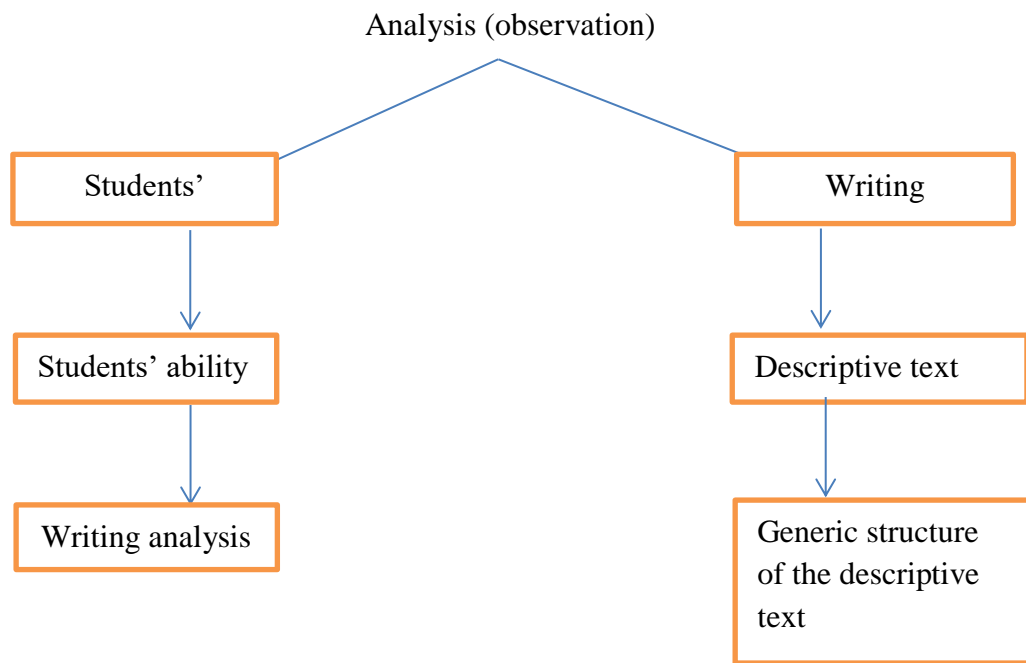 Analysis (observation)
Students’
Writing
Students’ ability
Descriptive text
Writing analysis
Generic structure
of the descriptive
text